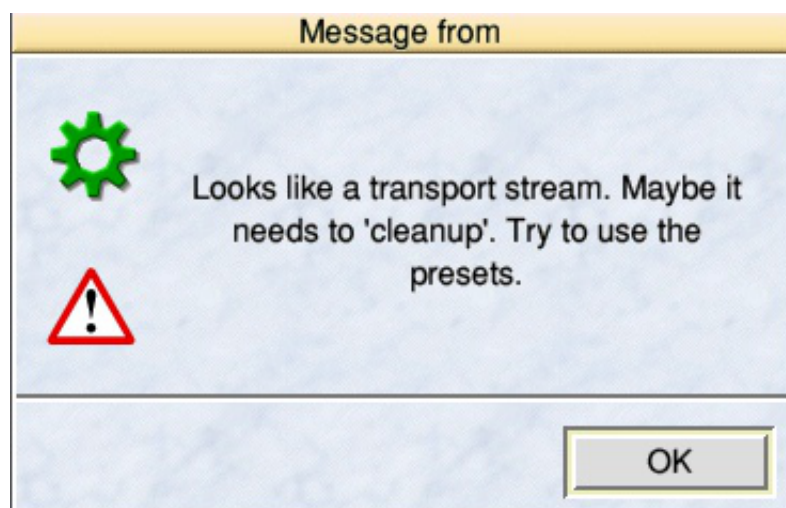 Message from
Looks like a transport stream. Maybe it
needs to 'cleanup'. Try to use the
presets.
OK